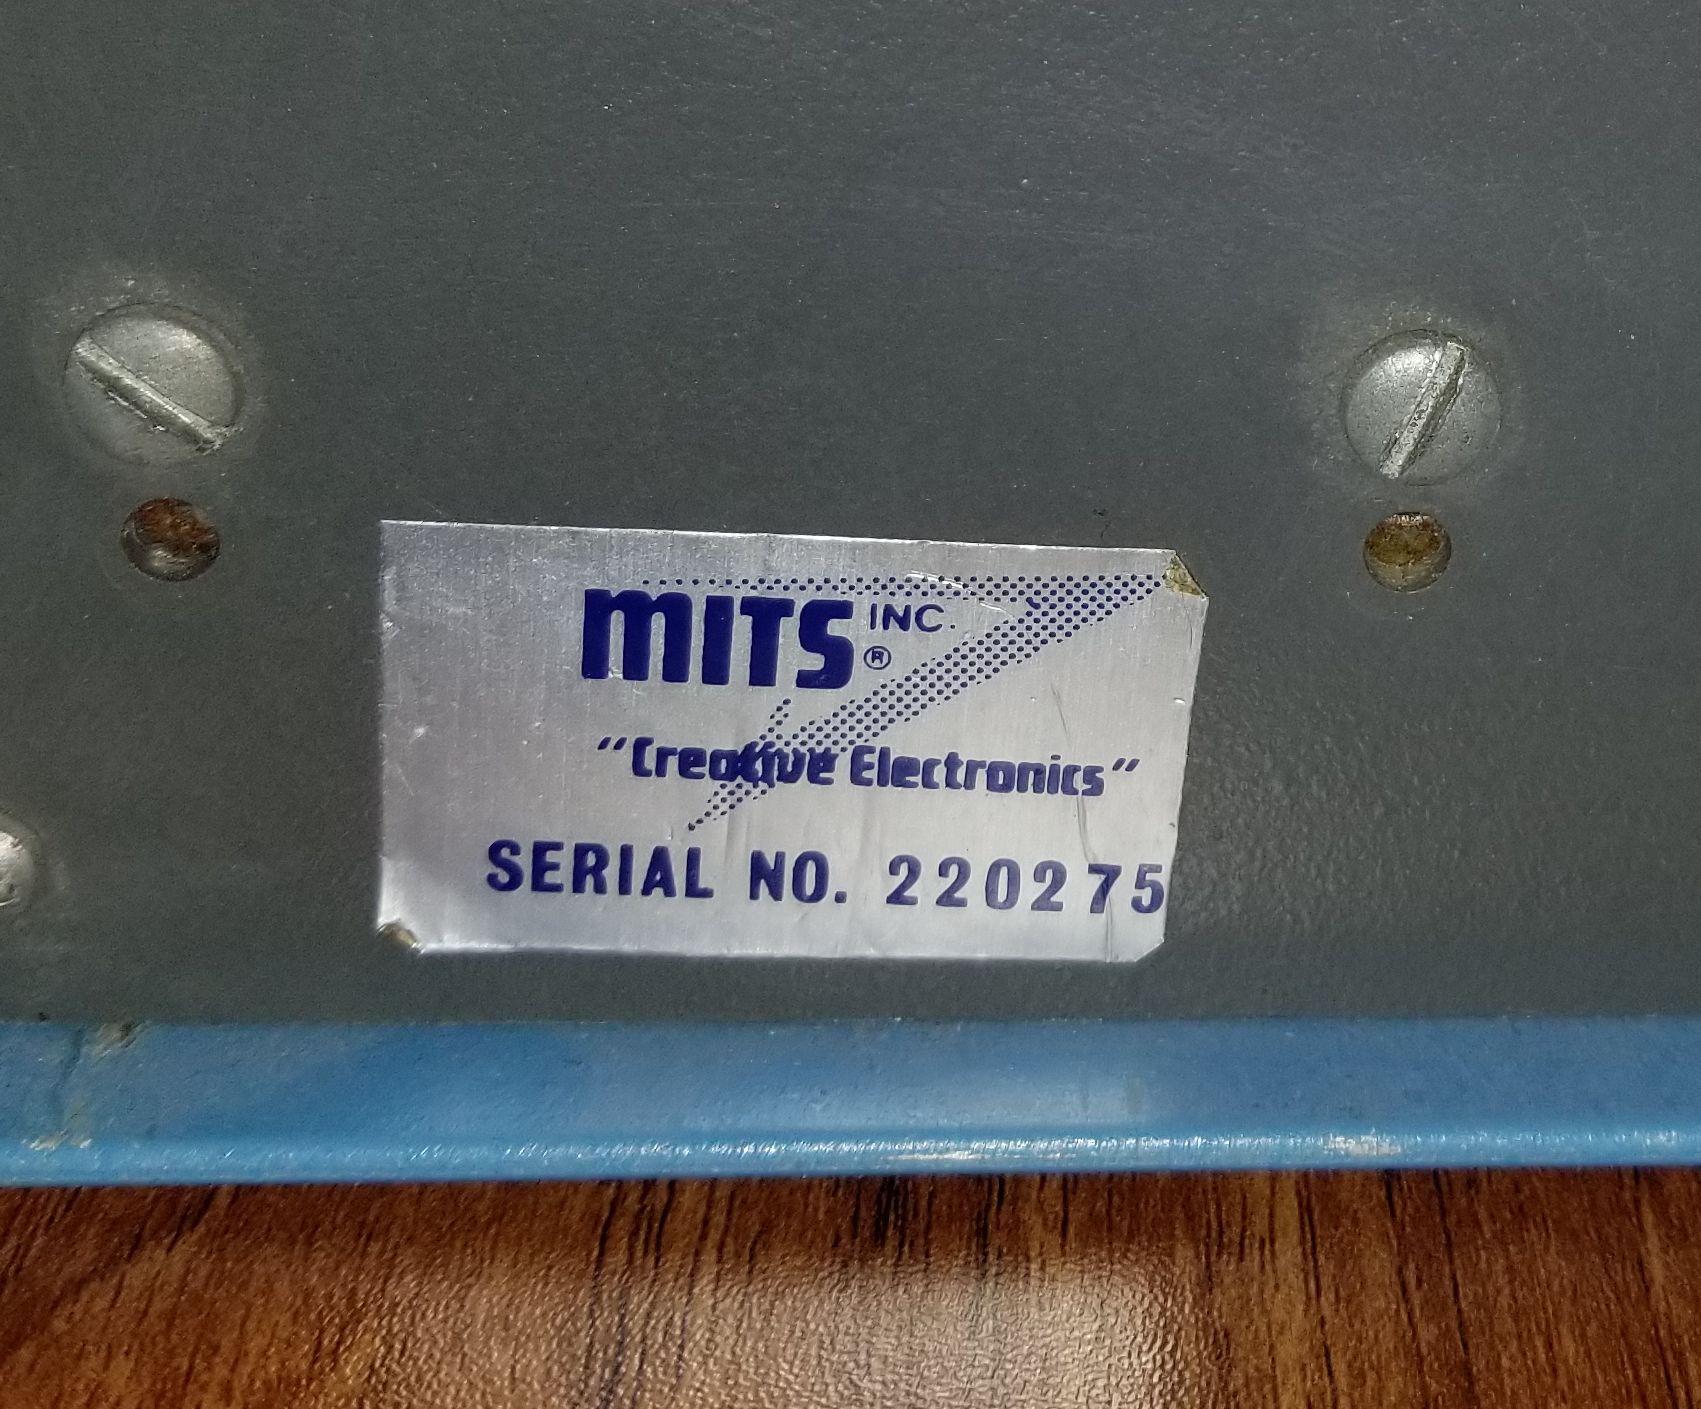 MITS INC.
®
"Creative Electronics"
SERIAL NO. 220275